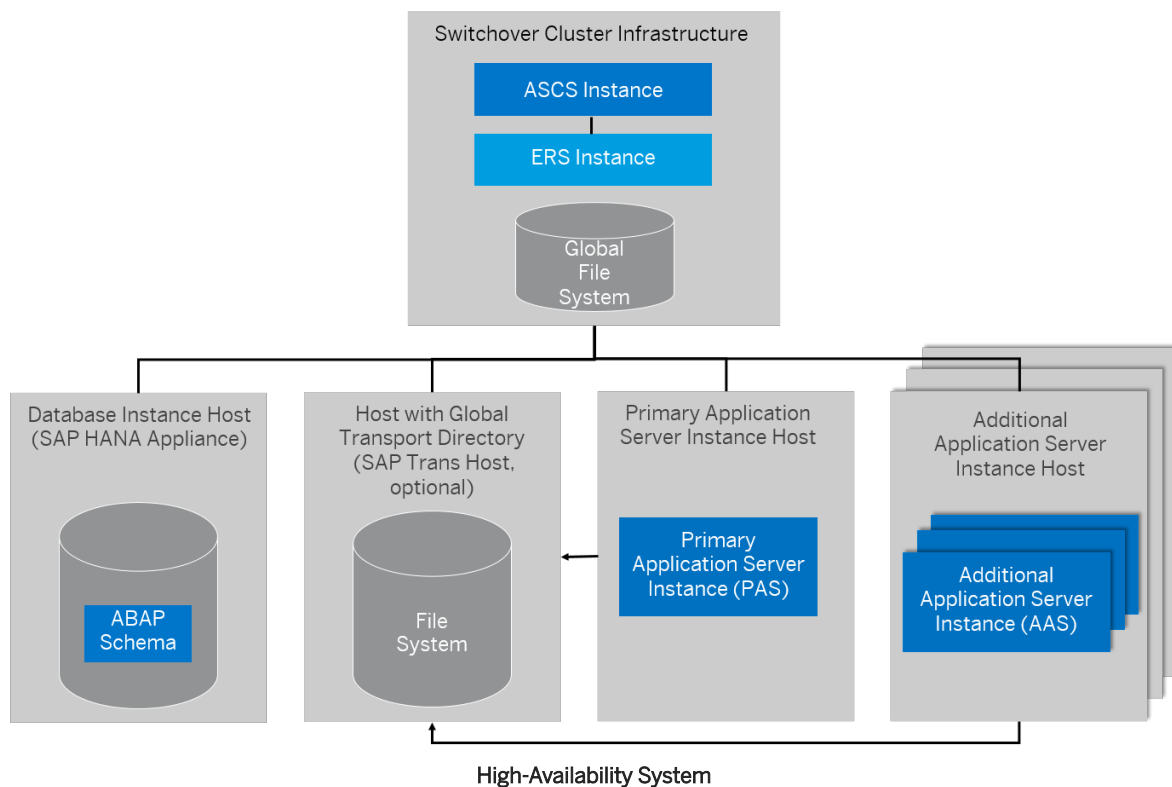 Switchover Cluster Infrastructure
ASCS Instance
ERS Instance
Global
File
System
Database Instance Host
(SAP HANA Appliance)
ABAP
Schema
Host with Global
Transport Directory
(SAP Trans Host,
optional)
File
System
Primary Application
Server Instance Host
Primary
Application Server
Instance (PAS)
Additional
Application Server
Instance Host
Additional
Application Server
Instance (AAS)
High-Availability System